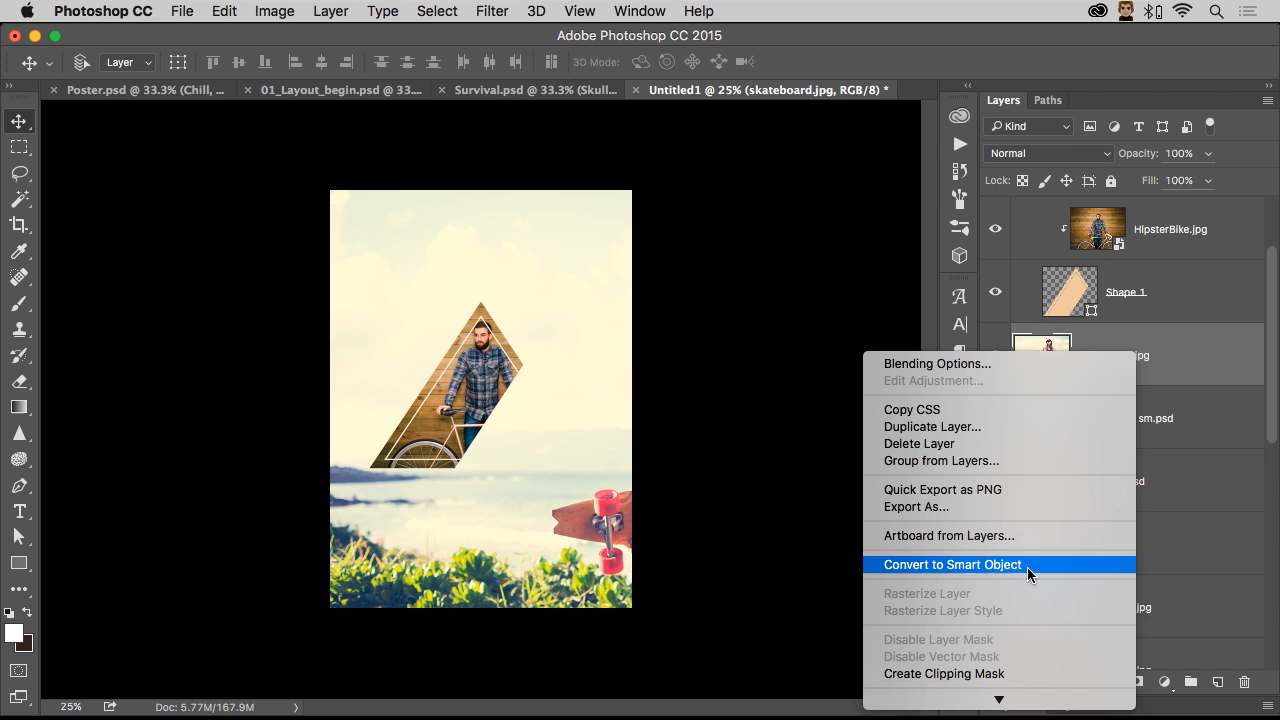 Photoshop CC File Edit Image Layer Type Select Filter 3D View Window Help
Adobe Photoshop CC 2015
Layer 3D Mode:
Poster.psd @ 33.3% (Chill, ... 01_Layout_begin.psd @ 33.... Survival.psd @ 33.3% (Skull... Untitled1 @ 25% (skateboard.jpg, RGB/8) *
Layers Paths
Kind
Normal Opacity: 100%
Lock: Fill: 100%
HipsterBike.jpg
Shape 1
jpg
Blending Options...
Edit Adjustment...
Copy CSS
sm.psd
Duplicate Layer...
Delete Layer
Group from Layers...
Quick Export as PNG
sd
Export As...
Artboard from Layers...
Convert to Smart Object
Rasterize Layer
jpg
Rasterize Layer Style
Disable Layer Mask
Disable Vector Mask
Create Clipping Mask
25% Doc: 5.77M/167.9M